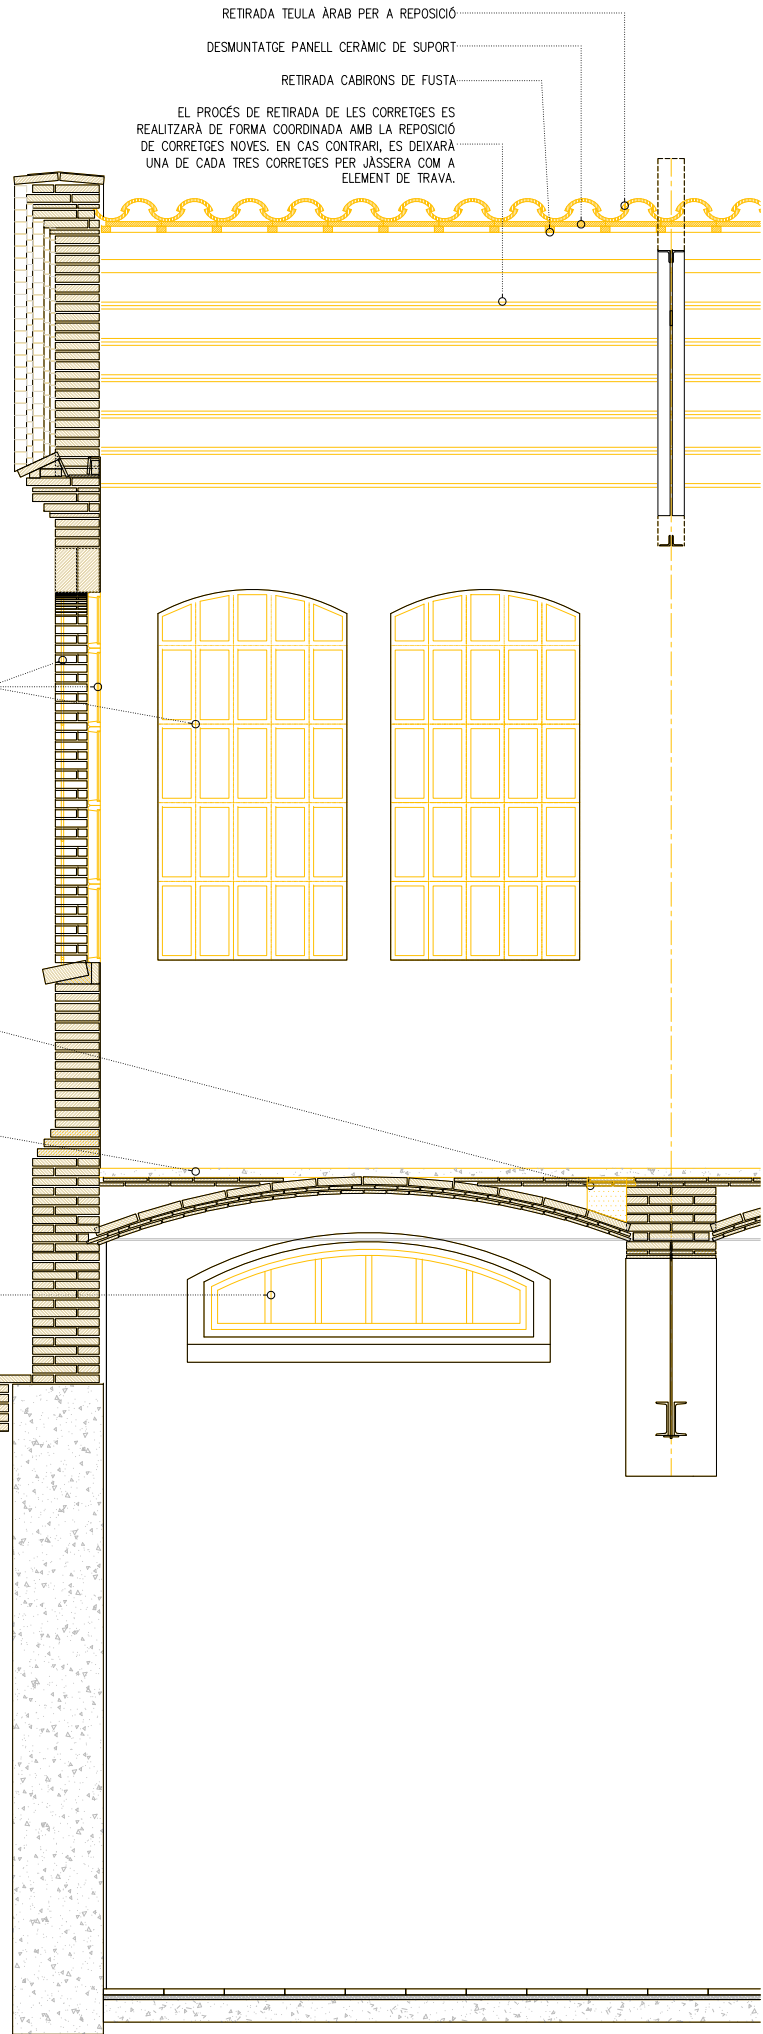 RETIRADA TEULA ÀRAB PER A REPOSICIÓ
DESMUNTATGE PANELL CERÀMIC DE SUPORT
RETIRADA CABIRONS DE FUSTA
EL PROCÉS DE RETIRADA DE LES CORRETGES ES
REALITZARÀ DE FORMA COORDINADA AMB LA REPOSICIÓ
DE CORRETGES NOVES. EN CAS CONTRARI, ES DEIXARÀ
UNA DE CADA TRES CORRETGES PER JÀSSERA COM A
ELEMENT DE TRAVA.